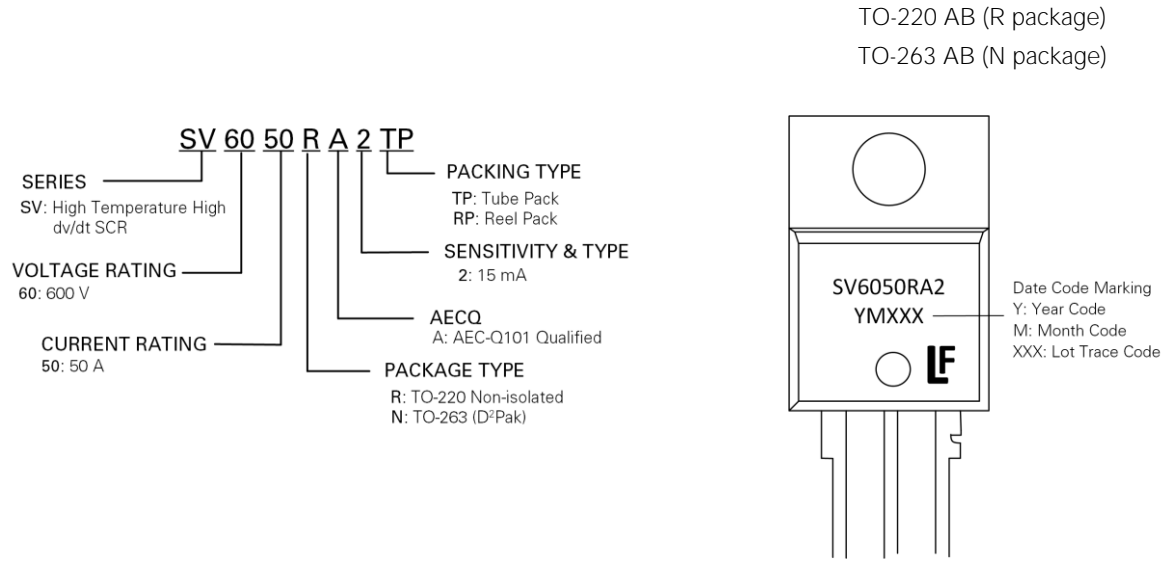 TO-220 AB (R package)
TO-263 AB (N package)
SV 60 50 R A 2 TP
SERIES
SV: High Temperature High
dv/dt SCR
VOLTAGE RATING
60: 600 V
CURRENT RATING
50: 50 A
PACKING TYPE
TP: Tube Pack
RP: Reel Pack
SENSITIVITY & TYPE
2: 15 mA
AECQ
A: AEC-Q101 Qualified
PACKAGE TYPE
R: TO-220 Non-isolated
N: TO-263 (D²Pak)
SV6050RA2
YMXXX
LF
Date Code Marking
Y: Year Code
M: Month Code
XXX: Lot Trace Code